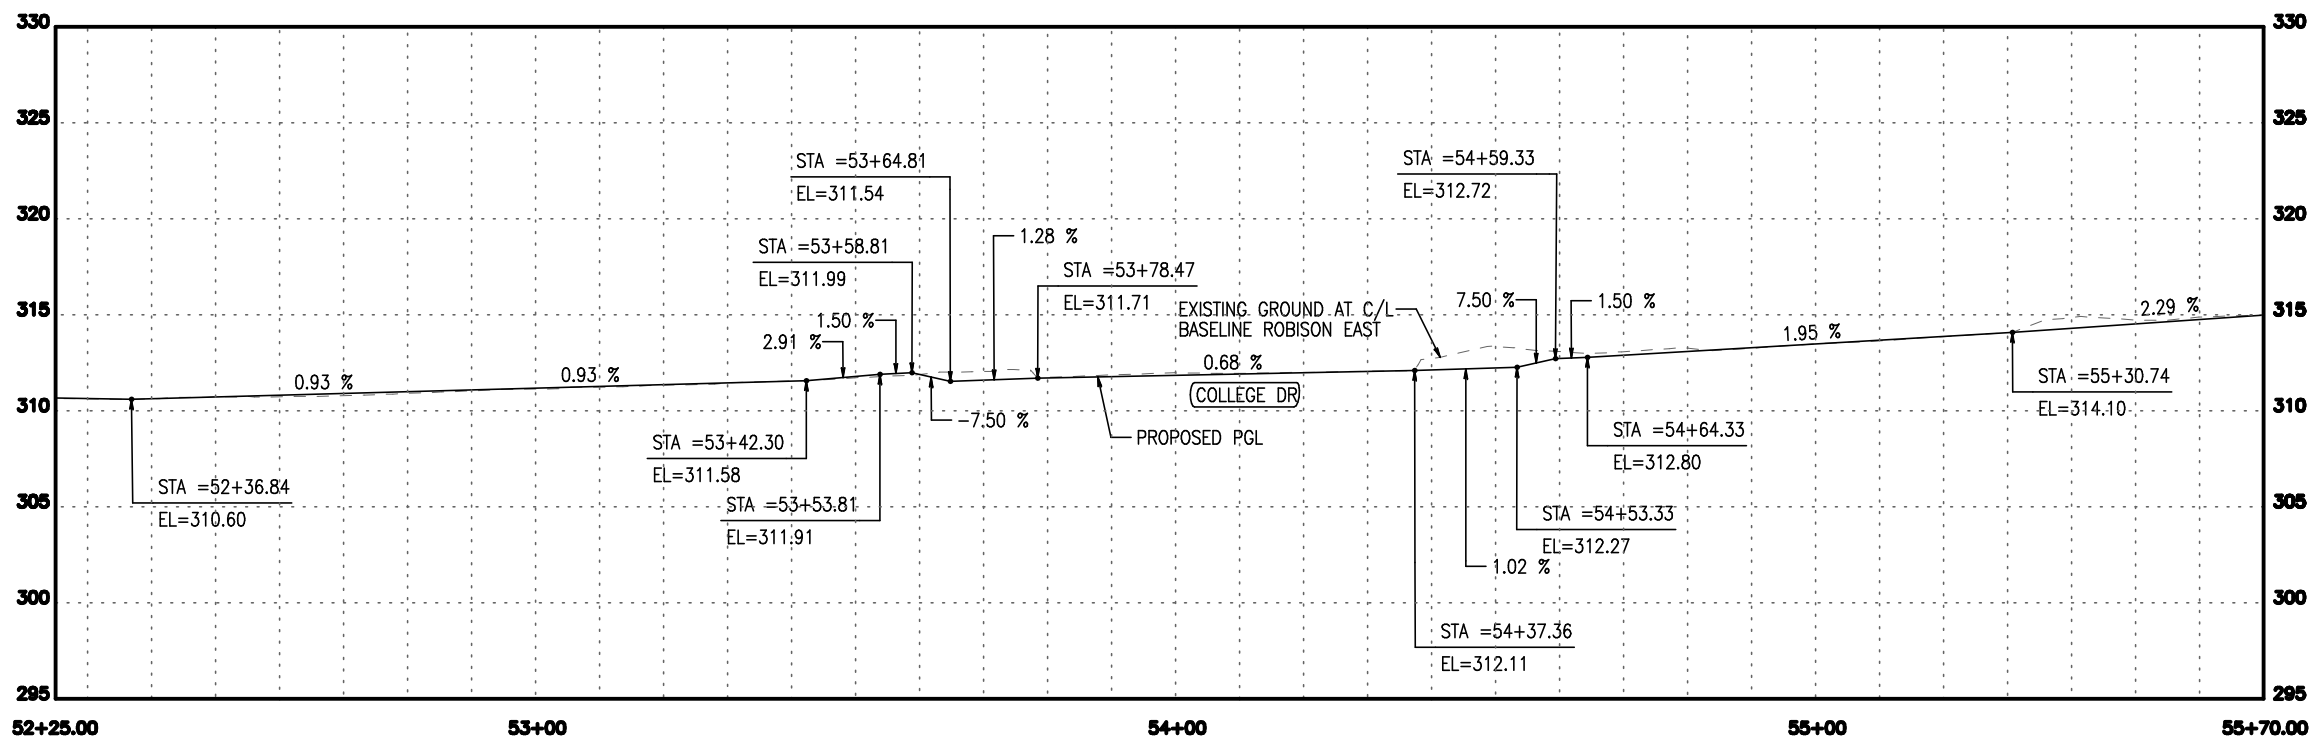 330
330
325
325
320
320
315
315
310
310
305
305
300
300
295
295
STA =53+64.81
EL=311.54
STA =54+59.33
EL=312.72
STA =53+58.81
EL=311.99
1.28 %
STA =53+78.47
EL=311.71
EXISTING GROUND AT C/L
BASELINE ROBISON EAST
7.50 %
1.50 %
2.29 %
1.50 %
2.91 %
1.95 %
0.93 %
0.93 %
0.68 %
COLLEGE DR
-7.50 %
PROPOSED PGL
STA =55+30.74
EL=314.10
STA =53+42.30
EL=311.58
STA =54+64.33
EL=312.80
STA =52+36.84
EL=310.60
STA =53+53.81
EL=311.91
STA =54+53.33
EL=312.27
1.02 %
STA =54+37.36
EL=312.11
52+25.00
53+00
54+00
55+00
55+70.00